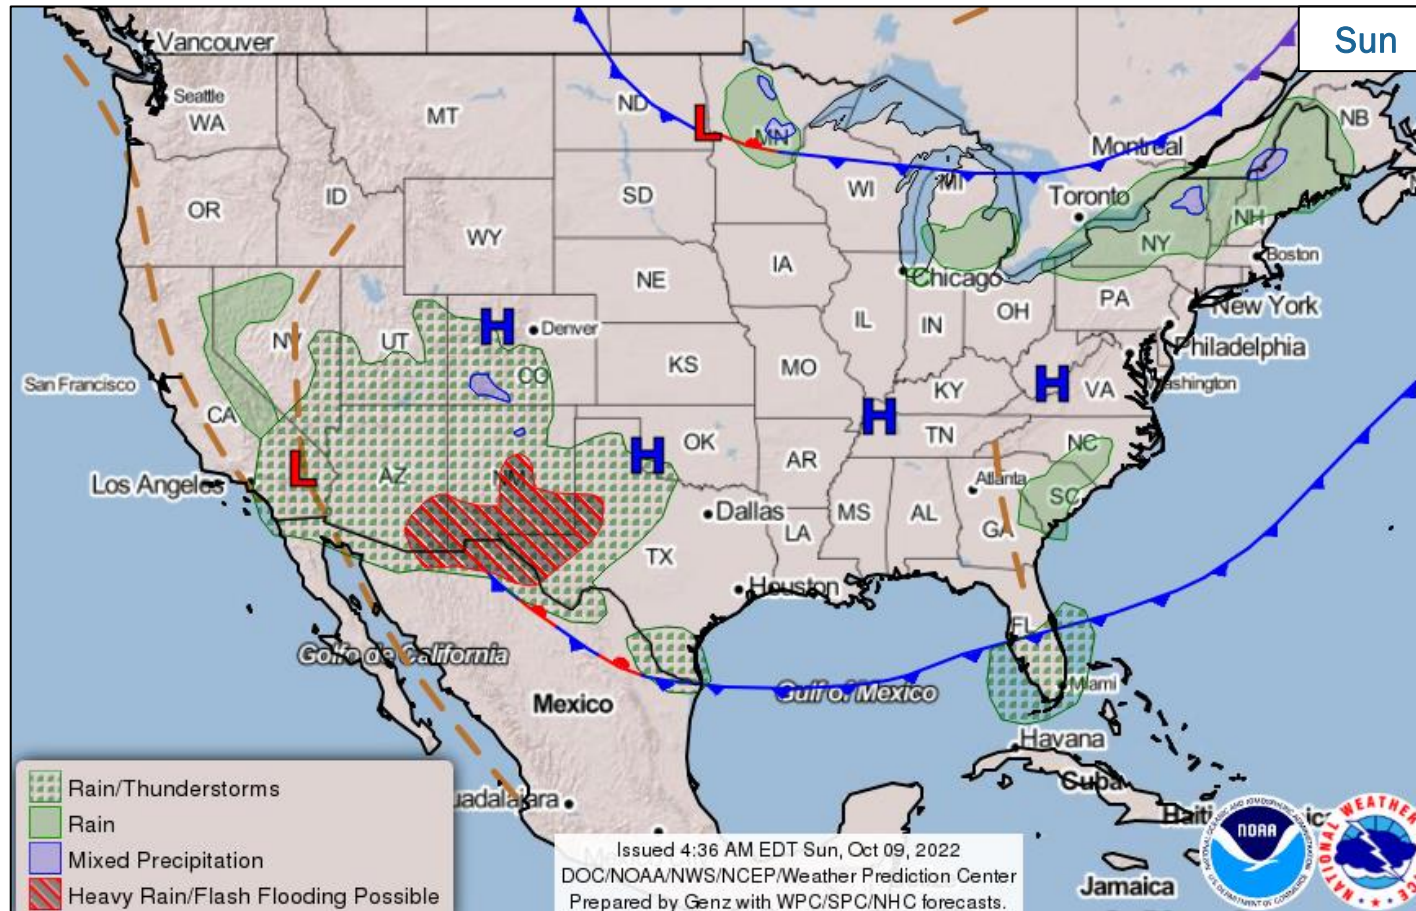 Sun
Vancouver
Seattle
WA
MT
ND
MN
NB
Montreal
OR
ID
SD
WI
MI
Toronto
NH
WY
NY
Boston
IA
NE
Chicago
PA
New York
NV
UT
Denver
IL
IN
OH
Philadelphia
San Francisco
CO
KS
MO
KY
VA
Washington
CA
OK
TN
NC
Los Angeles
AZ
NM
AR
Atlanta
SC
Dallas
MS
AL
GA
LA
TX
Houston
FL
Golfo de California
Mexico
Gulf of Mexico
Miami
Havana
Cuba
Haiti
Jamaica
L
L
H
H
H
H
Rain/Thunderstorms
Rain
Mixed Precipitation
Heavy Rain/Flash Flooding Possible
Issued 4:36 AM EDT Sun, Oct 09, 2022
DOC/NOAA/NWS/NCEP/Weather Prediction Center
Prepared by Genz with WPC/SPC/NHC forecasts.
NOAA
NATIONAL WEATHER